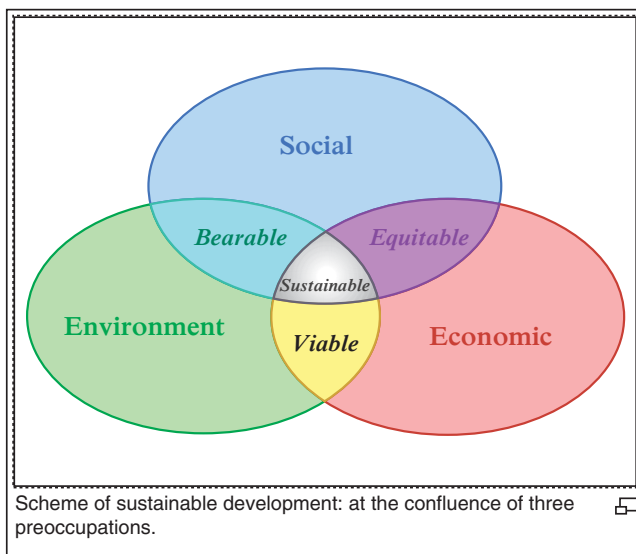 Social
Bearable
Equitable
Sustainable
Environment
Viable
Economic
Scheme of sustainable development: at the confluence of three
preoccupations.